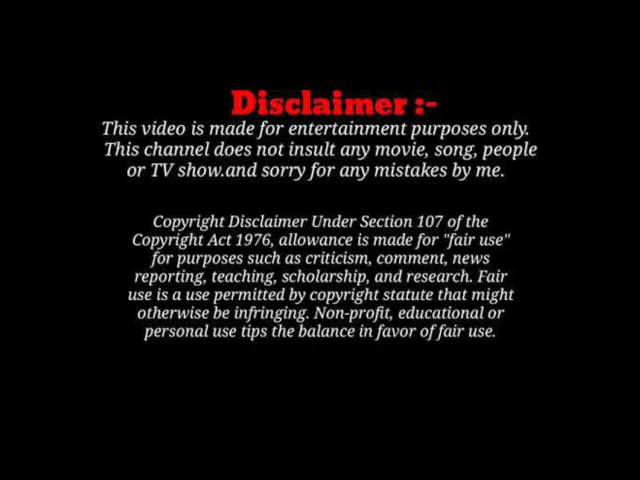 Disclaimer :-
This video is made for entertainment purposes only.
This channel does not insult any movie, song, people
or TV show.and sorry for any mistakes by me.
Copyright Disclaimer Under Section 107 of the
Copyright Act 1976, allowance is made for "fair use"
for purposes such as criticism, comment, news
reporting, teaching, scholarship, and research. Fair
use is a use permitted by copyright statute that might
otherwise be infringing. Non-profit, educational or
personal use tips the balance in favor of fair use.